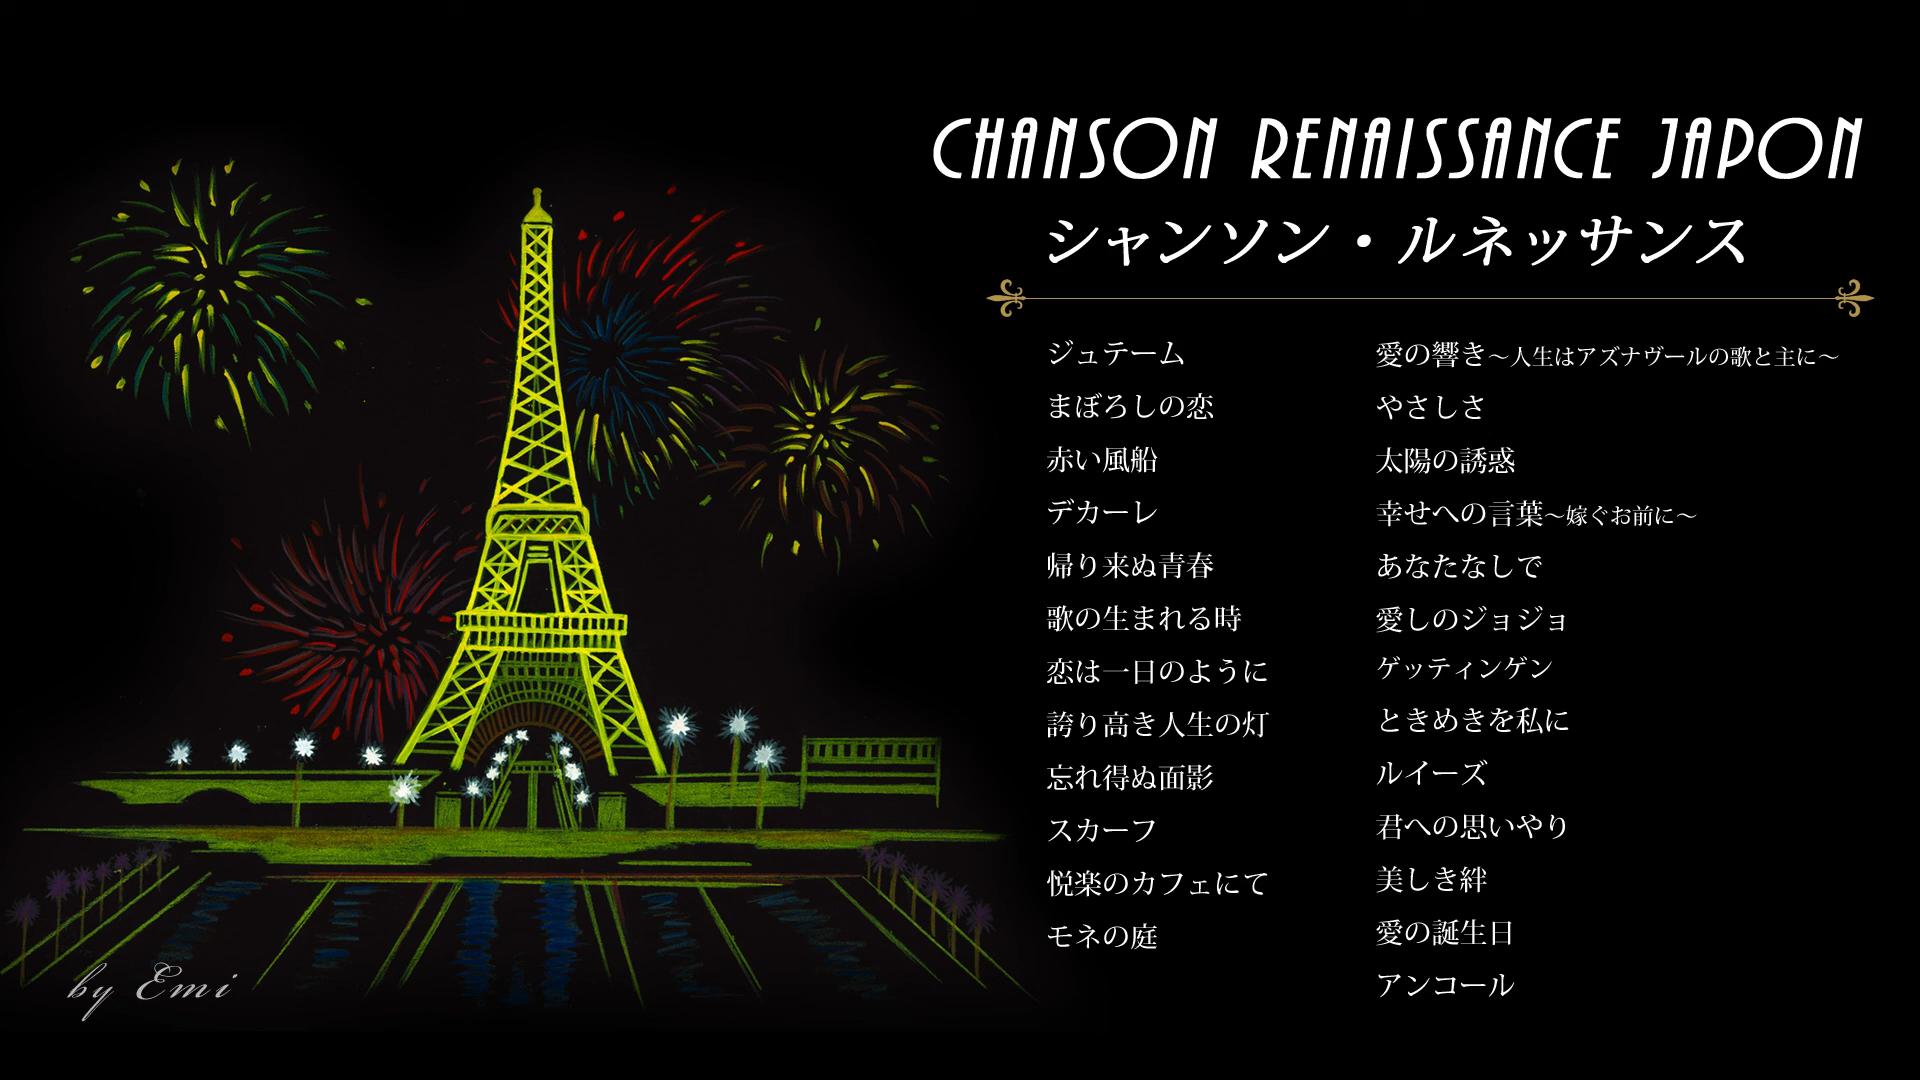 CHANSON RENAISSANCE JAPON
シャンソン・ルネッサンス
ジュテーム
まぼろしの恋
赤い風船
デカーレ
帰り来ぬ青春
歌の生まれる時
恋は一日のように
誇り高き人生の灯
忘れ得ぬ面影
スカーフ
悦楽のカフェにて
モネの庭
愛の響き～人生はアズナヴールの歌と主に～
やさしさ
太陽の誘惑
幸せへの言葉～嫁ぐお前に～
あなたなしで
愛しのジョジョ
ゲッティンゲン
ときめきを私に
ルイーズ
君への思いやり
美しき絆
愛の誕生日
アンコール
by Emi